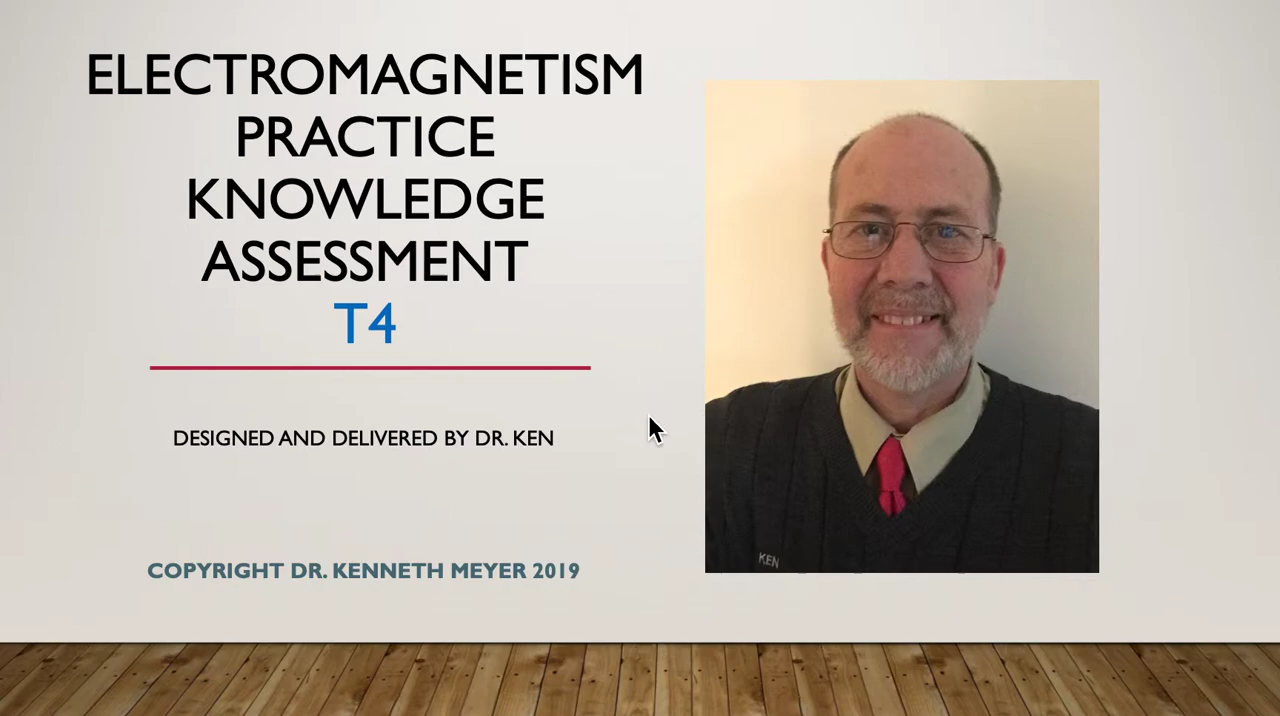 ELECTROMAGNETISM
PRACTICE
KNOWLEDGE
ASSESSMENT
T4
DESIGNED AND DELIVERED BY DR. KEN
COPYRIGHT DR. KENNETH MEYER 2019
KEN